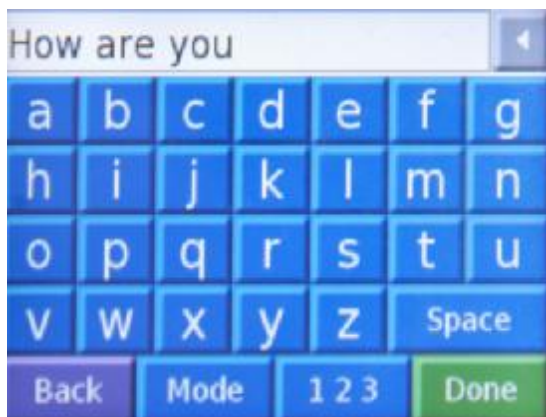 How are you
a b c d e f g
h i j k l m n
o p q r s t u
v w x y z Space
Back Mode 1 2 3 Done